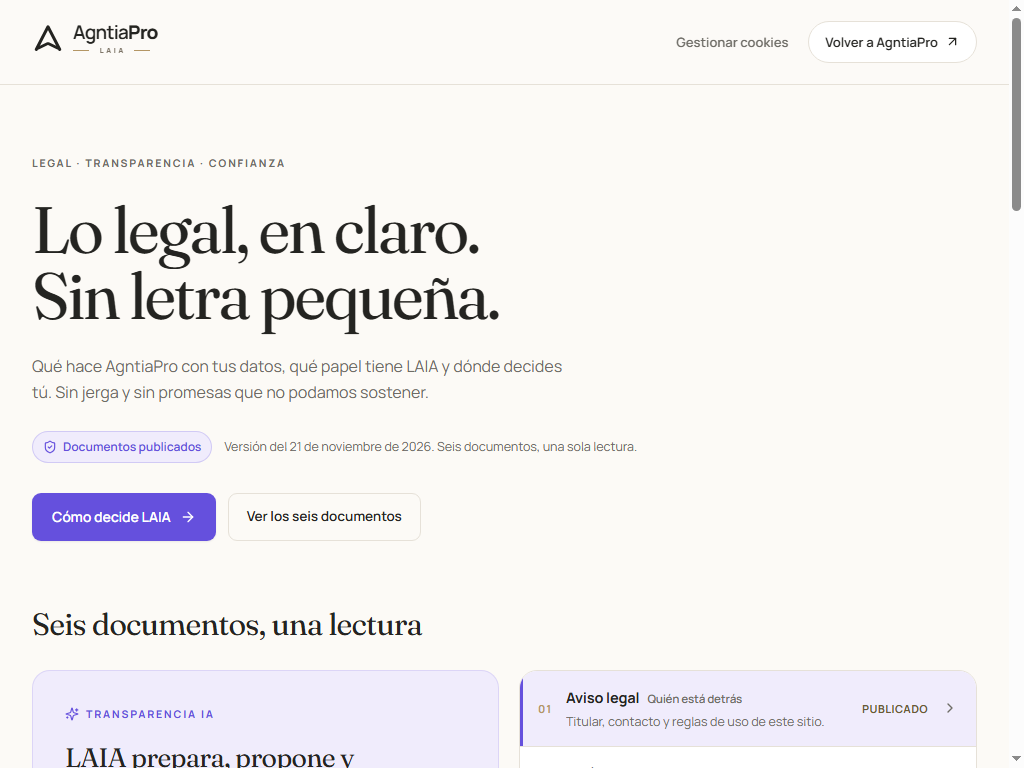 AgntiaPro
LAIA
Gestionar cookies
Volver a AgntiaPro
LEGAL · TRANSPARENCIA · CONFIANZA
Lo legal, en claro.
Sin letra pequeña.
Qué hace AgntiaPro con tus datos, qué papel tiene LAIA y dónde decides
tú. Sin jerga y sin promesas que no podamos sostener.
Documentos publicados
Versión del 21 de noviembre de 2026. Seis documentos, una sola lectura.
Cómo decide LAIA
Ver los seis documentos
Seis documentos, una lectura
TRANSPARENCIA IA
LAIA prepara, propone y
01
Aviso legal Quién está detrás
Titular, contacto y reglas de uso de este sitio.
PUBLICADO